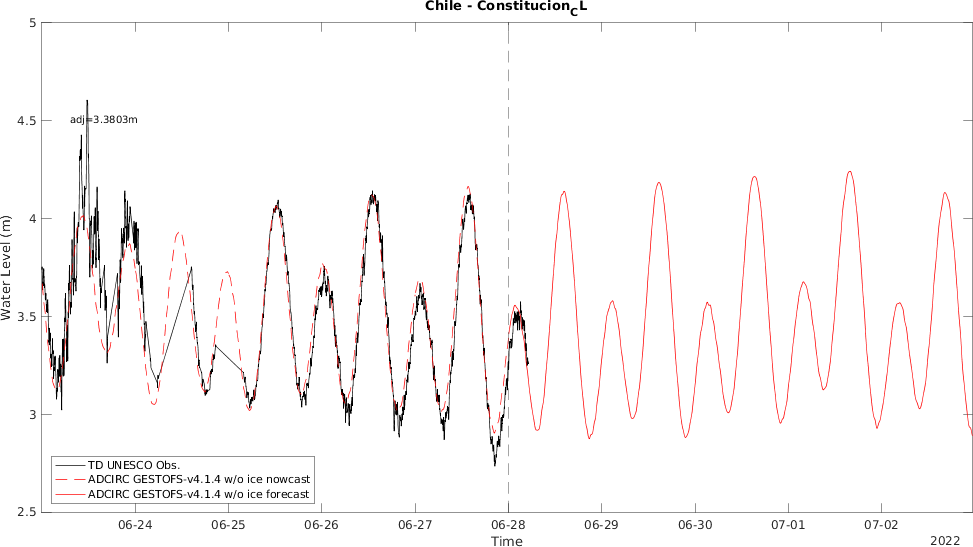 Chile - Constitucion_CL
5
4.5
4
3.5
3
2.5
Water Level (m)
adj=3.3803m
TD UNESCO Obs.
ADCIRC GESTOFS-v4.1.4 w/o ice nowcast
ADCIRC GESTOFS-v4.1.4 w/o ice forecast
06-24 06-25 06-26 06-27 06-28 06-29 06-30 07-01 07-02
Time
2022